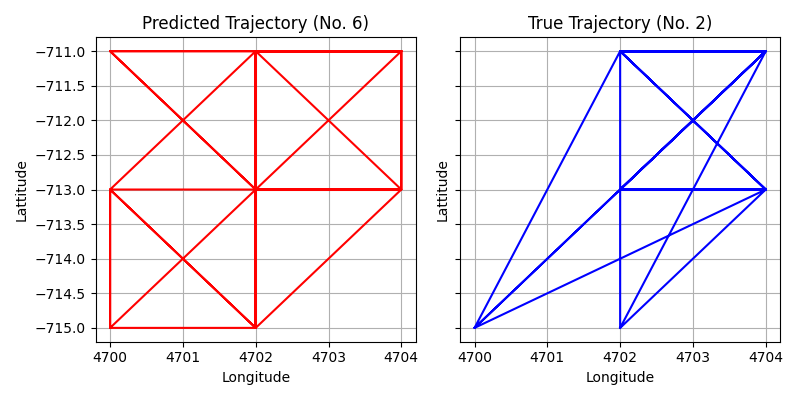 Predicted Trajectory (No. 6)
True Trajectory (No. 2)
−711.0
−711.5
−712.0
−712.5
−713.0
−713.5
−714.0
−714.5
−715.0
Lattitude
Lattitude
4700 4701 4702 4703 4704
4700 4701 4702 4703 4704
Longitude
Longitude